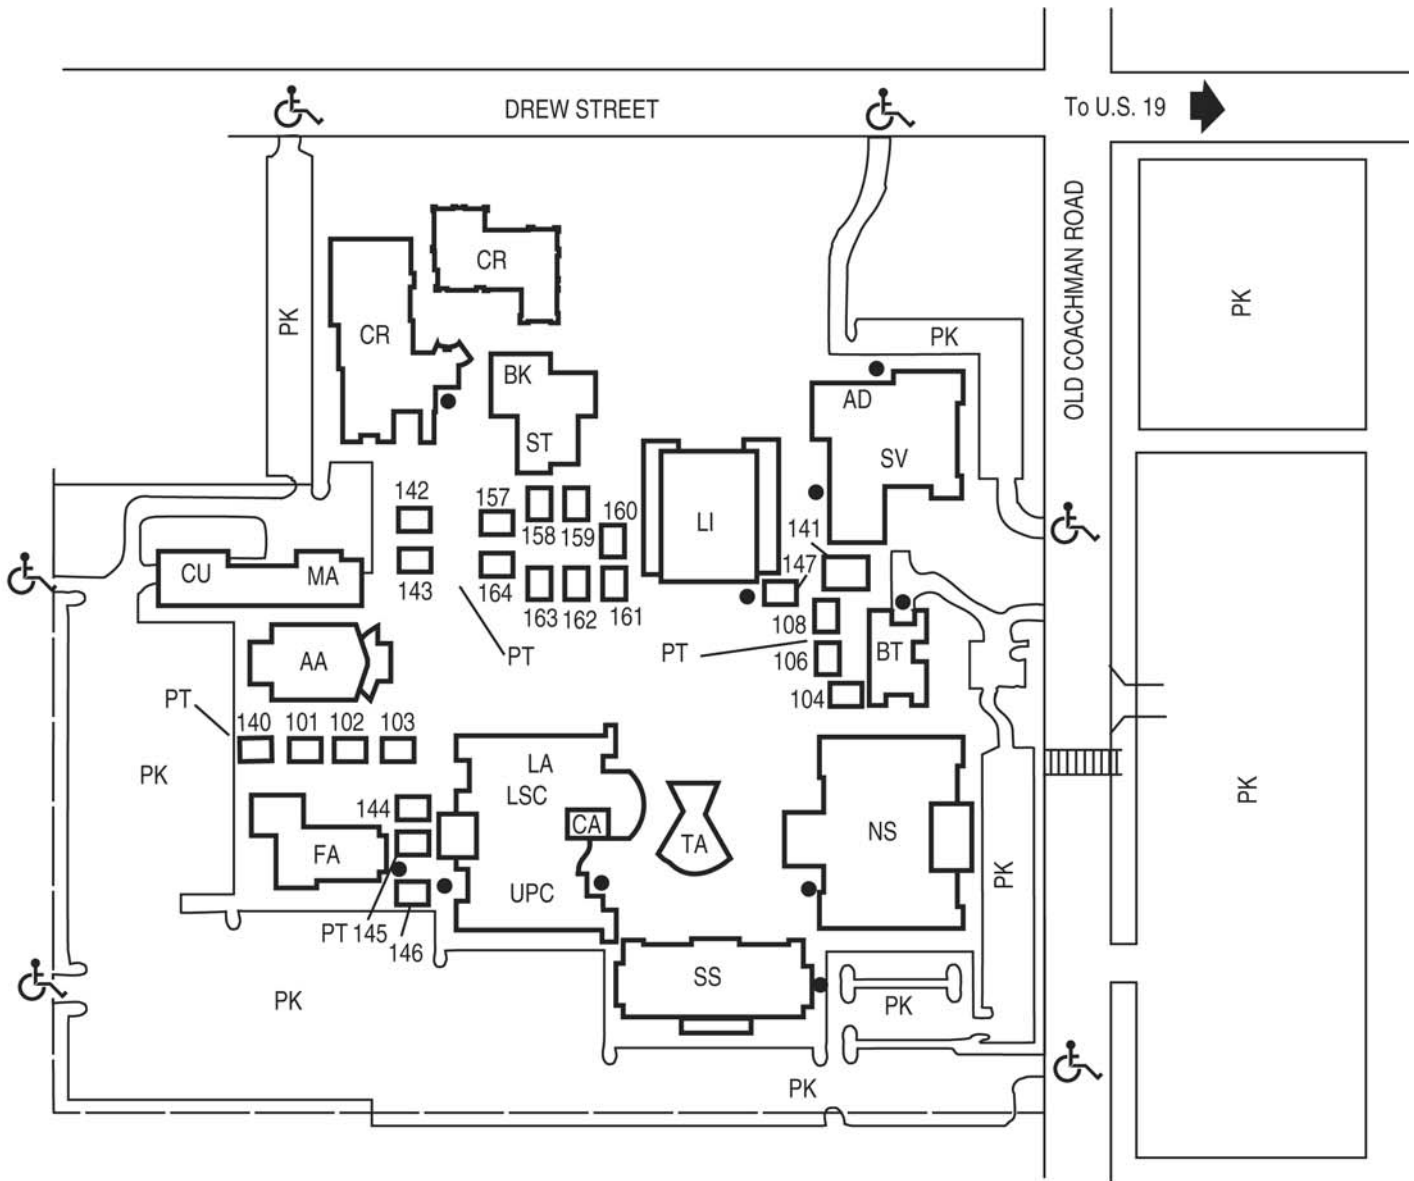 DREW STREET
To U.S. 19
OLD COACHMAN ROAD
PK
CR
CR
PK
PK
BK
AD
ST
SV
142
157
158
159
160
LI
141
147
143
164
163
162
161
CU
MA
108
PT
PT
106
BT
104
AA
PT
140
101
102
103
PK
LA
LSC
CA
TA
NS
PK
PK
144
FA
UPC
PT 145
146
SS
PK
PK
PK